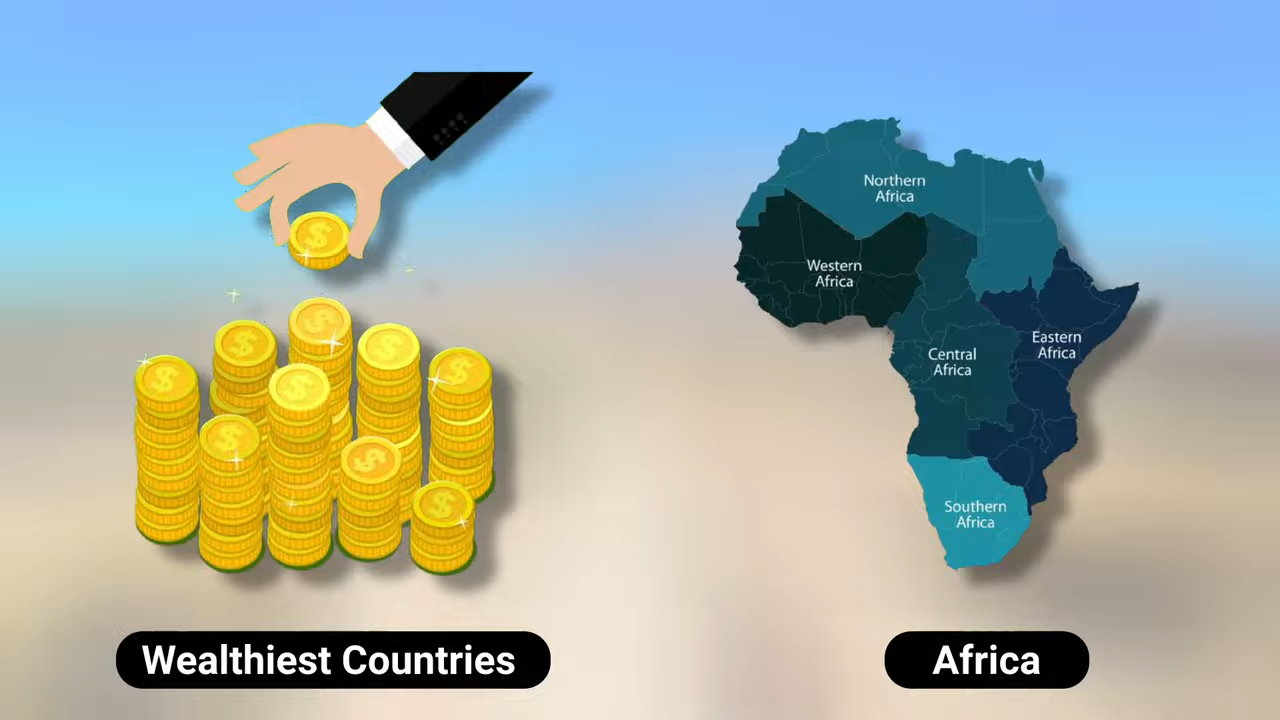 Northern
Africa
Western
Africa
Eastern
Africa
Central
Africa
Southern
Africa
Wealthiest Countries
Africa